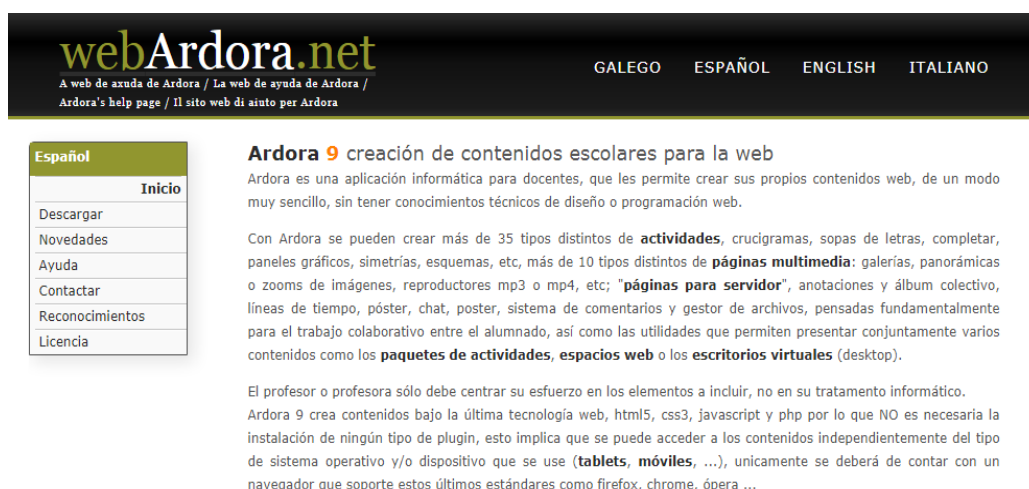 webArdora.net
A web de axuda de Ardora / La web de ayuda de Ardora /
Ardora's help page / Il sito web di aiuto per Ardora
GALEGO ESPAÑOL ENGLISH ITALIANO
Español
Inicio
Descargar
Novedades
Ayuda
Contactar
Reconocimientos
Licencia
Ardora 9 creación de contenidos escolares para la web
Ardora es una aplicación informática para docentes, que les permite crear sus propios contenidos web, de un modo
muy sencillo, sin tener conocimientos técnicos de diseño o programación web.
Con Ardora se pueden crear más de 35 tipos distintos de actividades, crucigramas, sopas de letras, completar,
paneles gráficos, simetrías, esquemas, etc, más de 10 tipos distintos de páginas multimedia: galerías, panorámicas
o zooms de imágenes, reproductores mp3 o mp4, etc; "páginas para servidor", anotaciones y álbum colectivo,
líneas de tiempo, póster, chat, poster, sistema de comentarios y gestor de archivos, pensadas fundamentalmente
para el trabajo colaborativo entre el alumnado, así como las utilidades que permiten presentar conjuntamente varios
contenidos como los paquetes de actividades, espacios web o los escritorios virtuales (desktop).
El profesor o profesora sólo debe centrar su esfuerzo en los elementos a incluir, no en su tratamiento informático.
Ardora 9 crea contenidos bajo la última tecnología web, html5, css3, javascript y php por lo que NO es necesaria la
instalación de ningún tipo de plugin, esto implica que se puede acceder a los contenidos independientemente del tipo
de sistema operativo y/o dispositivo que se use (tablets, móviles, ...), unicamente se deberá de contar con un
navegador que soporte estos últimos estándares como firefox, chrome, ópera ...